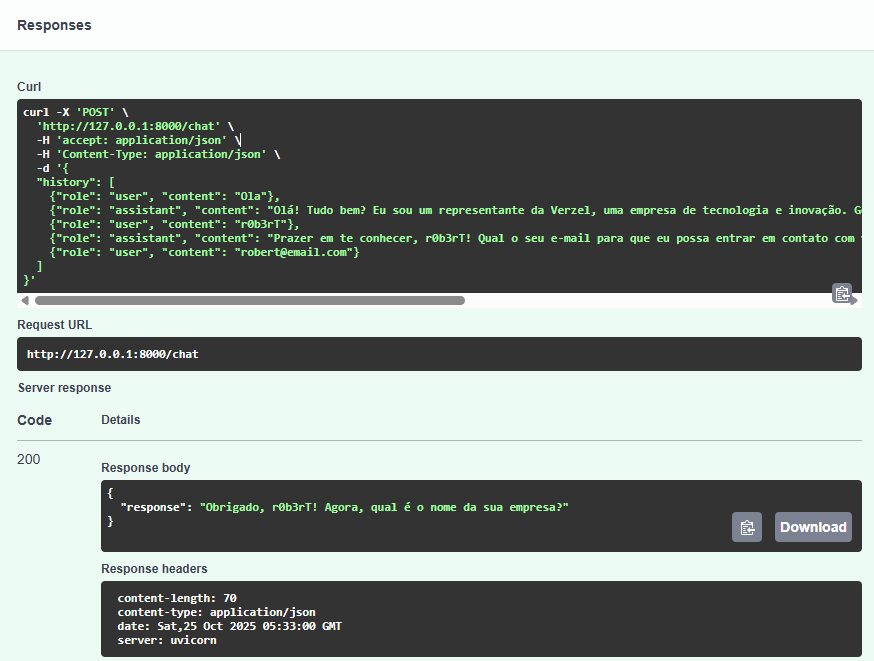 Responses
Curl
curl -X 'POST' \
'http://127.0.0.1:8000/chat' \
-H 'accept: application/json' \
-H 'Content-Type: application/json' \
-d '{
"history": [
{"role": "user", "content": "Ola"},
{"role": "assistant", "content": "Olá! Tudo bem? Eu sou um representante da Verzel, uma empresa de tecnologia e inovação.
{"role": "user", "content": "r0b3rT"},
{"role": "assistant", "content": "Prazer em te conhecer, r0b3rT! Qual o seu e-mail para que eu possa entrar em contato com
{"role": "user", "content": "robert@email.com"}
]
}'
Request URL
http://127.0.0.1:8000/chat
Server response
Code Details
200
Response body
{
"response": "Obrigado, r0b3rT! Agora, qual é o nome da sua empresa?"
}
Download
Response headers
content-length: 70
content-type: application/json
date: Sat,25 Oct 2025 05:33:00 GMT
server: uvicorn